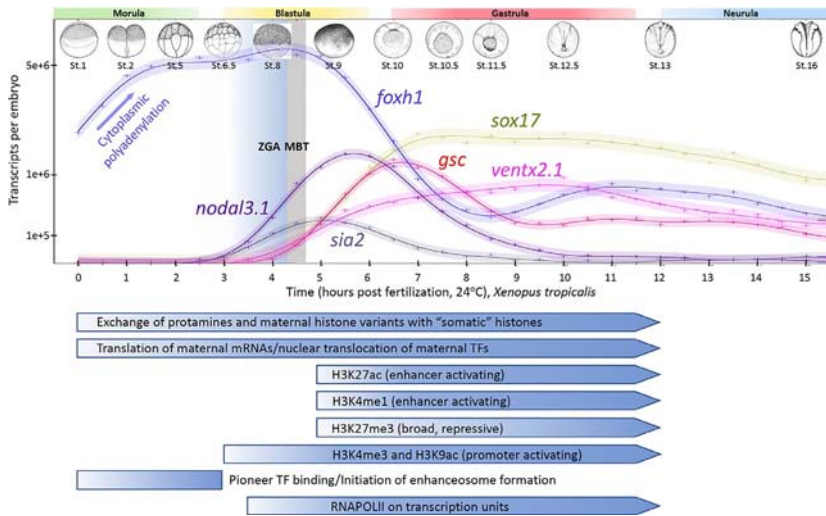 Morula Blastula Gastrula Neurula
St.1 St.2 St.5 St.6.5 St.8 St.9 St.10 St.10.5 St.11.5 St.12.5 St.13 St.16
5e+6
1e+6
1e+5
Transcripts per embryo
Cytoplasmic
polyadenylation
ZGA MBT
foxh1
sox17
gsc
ventx2.1
nodal3.1
sia2
0 1 2 3 4 5 6 7 8 9 10 11 12 13 14 15
Time (hours post fertilization, 24°C), Xenopus tropicalis
Exchange of protamines and maternal histone variants with “somatic” histones
Translation of maternal mRNAs/nuclear translocation of maternal TFs
H3K27ac (enhancer activating)
H3K4me1 (enhancer activating)
H3K27me3 (broad, repressive)
H3K4me3 and H3K9ac (promoter activating)
Pioneer TF binding/Initiation of enhanceosome formation
RNAPOLII on transcription units